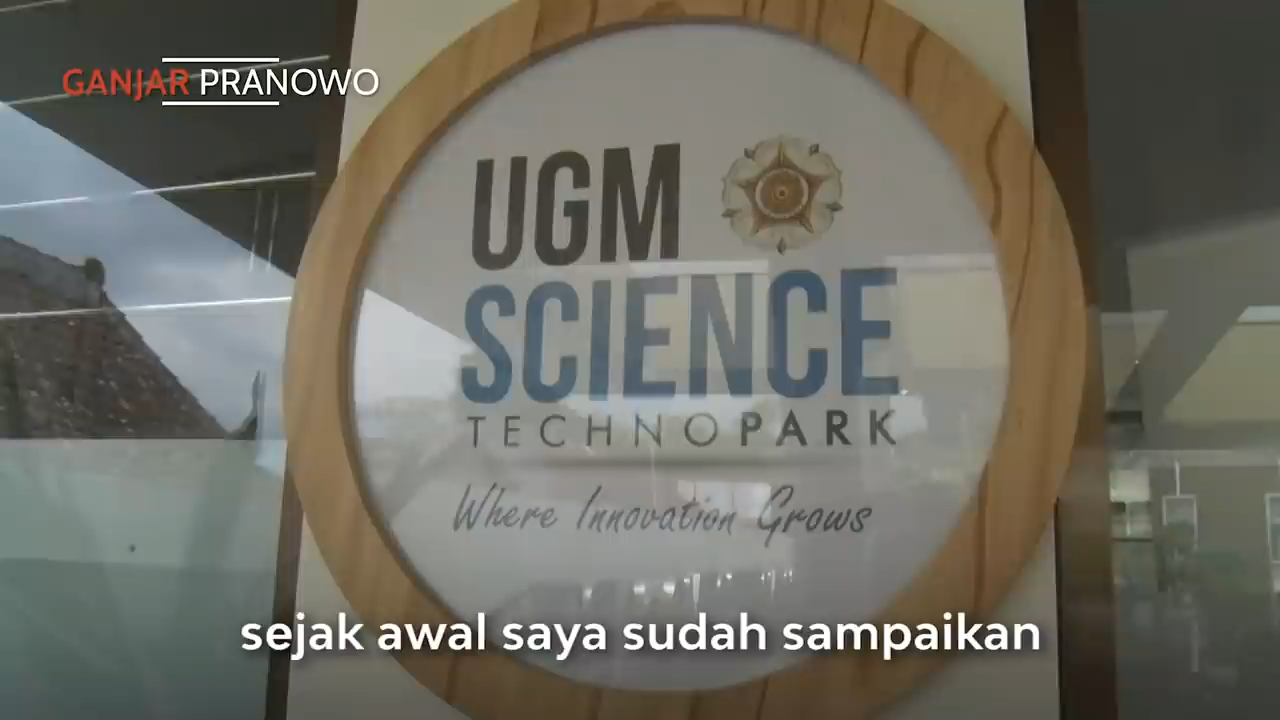 GANJAR PRANOWO
UGM
SCIENCE
TECHNOPARK
Where Innovation Grows
sejak awal saya sudah sampaikan